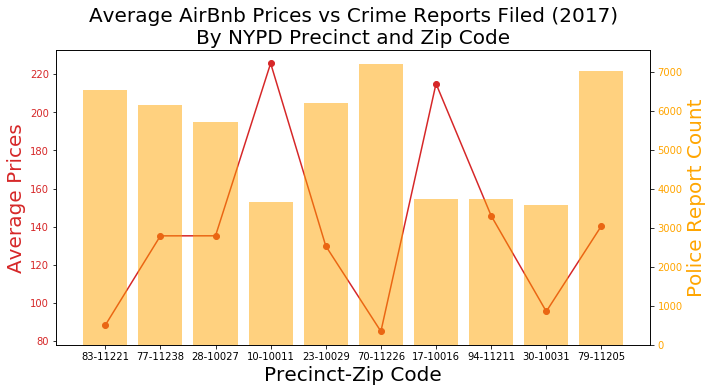 Average AirBnb Prices vs Crime Reports Filed (2017)
By NYPD Precinct and Zip Code
Average Prices
220
200
180
160
140
120
100
80
7000
6000
5000
4000
3000
2000
1000
0
Police Report Count
83-11221 77-11238 28-10027 10-10011 23-10029 70-11226 17-10016 94-11211 30-10031 79-11205
Precinct-Zip Code